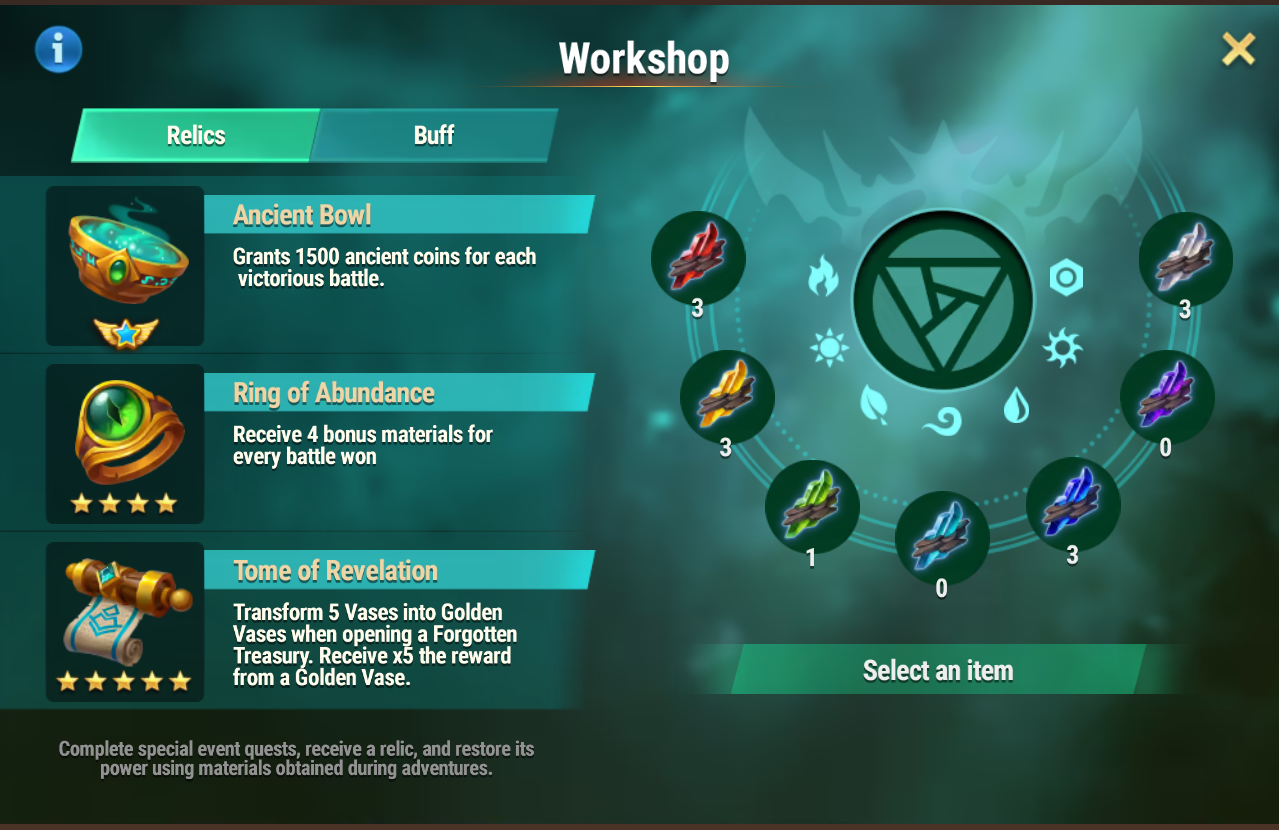 Workshop
Relics
Buff
Ancient Bowl
Grants 1500 ancient coins for each
victorious battle.
Ring of Abundance
Receive 4 bonus materials for
every battle won
Tome of Revelation
Transform 5 Vases into Golden
Vases when opening a Forgotten
Treasury. Receive x5 the reward
from a Golden Vase.
Complete special event quests, receive a relic, and restore its
power using materials obtained during adventures.
3
3
3
0
1
3
0
Select an item